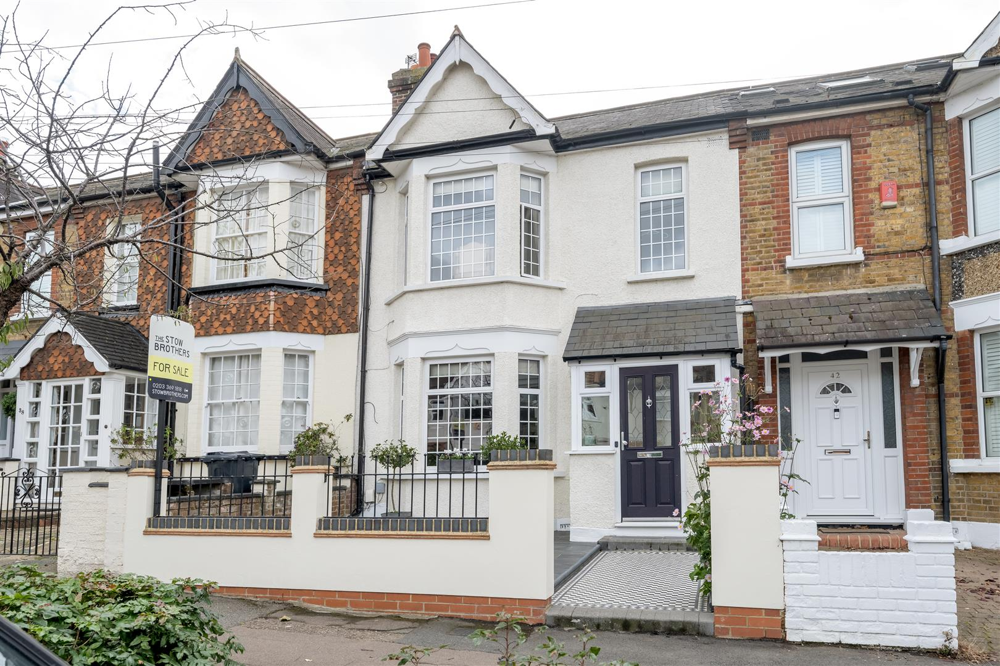 THE STOW
BROTHERS
FOR SALE
0203 369 1818
STOWBROTHERS.COM
38
42